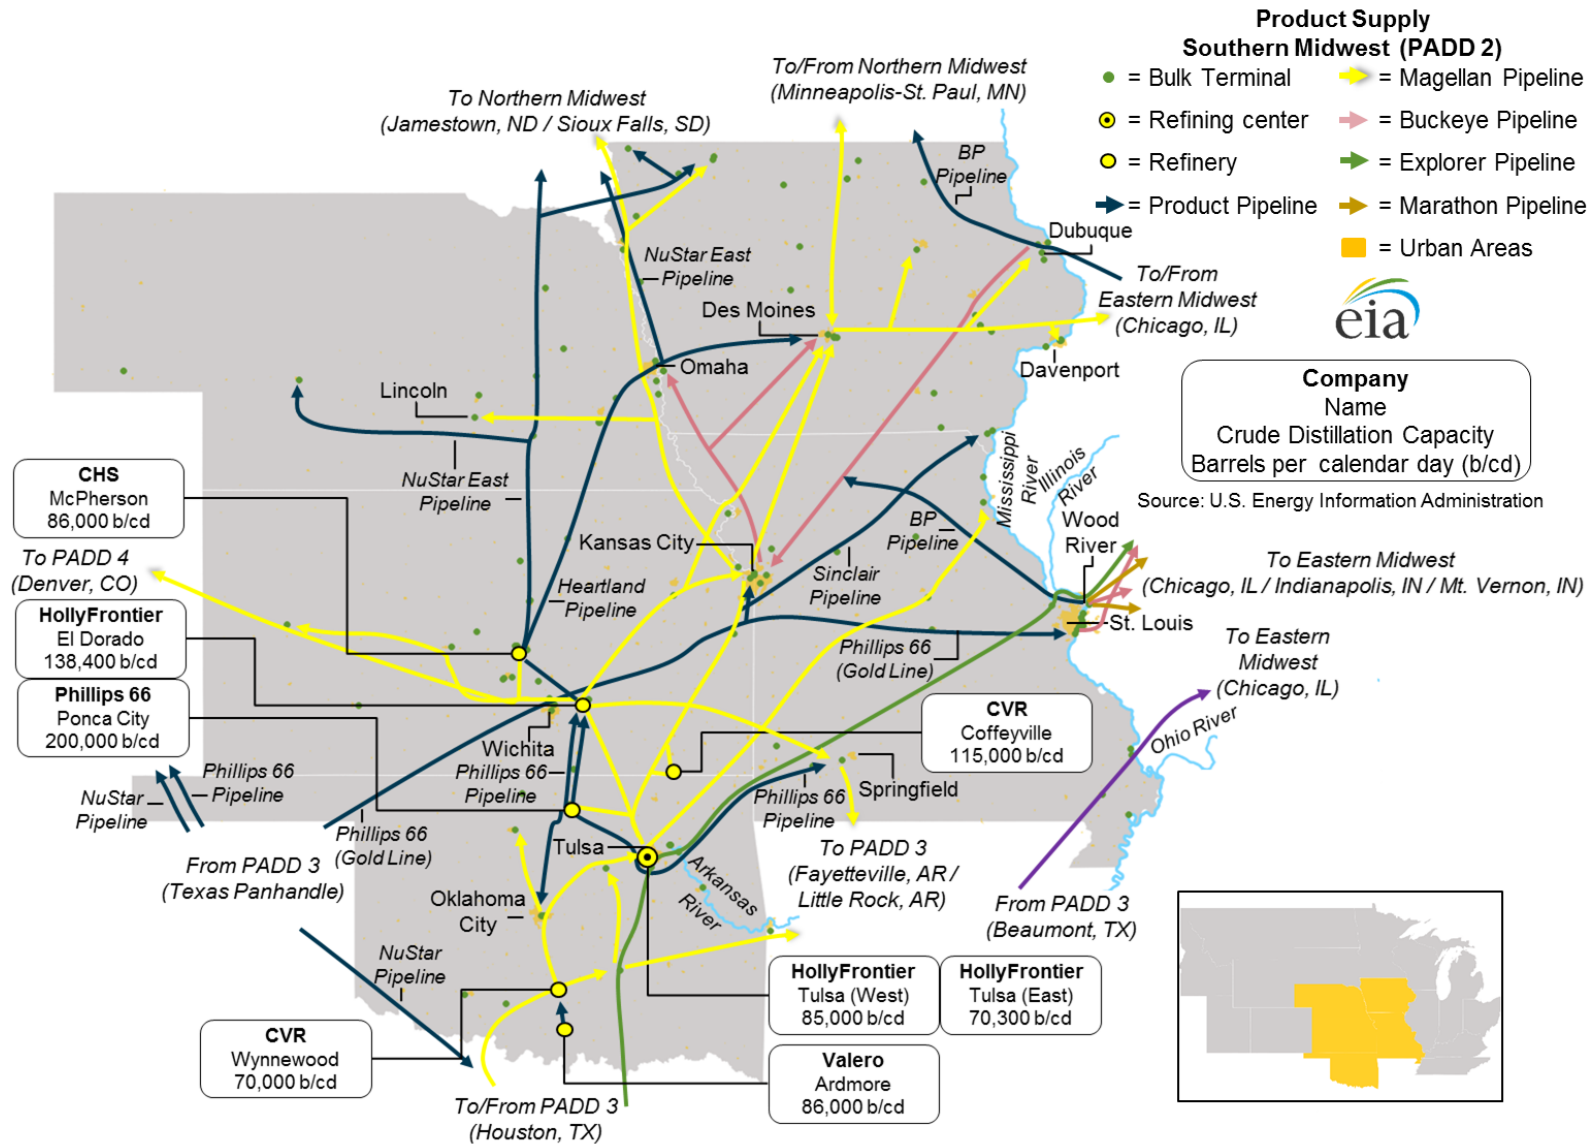 Product Supply
Southern Midwest (PADD 2)
= Bulk Terminal
= Refining center
= Refinery
= Product Pipeline
= Magellan Pipeline
= Buckeye Pipeline
= Explorer Pipeline
= Marathon Pipeline
= Urban Areas
eia
Company
Name
Crude Distillation Capacity
Barrels per calendar day (b/cd)
Source: U.S. Energy Information Administration
To/From Northern Midwest
(Minneapolis-St. Paul, MN)
To Northern Midwest
(Jamestown, ND / Sioux Falls, SD)
BP
Pipeline
Dubuque
NuStar East
Pipeline
To/From
Eastern Midwest
(Chicago, IL)
Des Moines
Omaha
Davenport
Lincoln
NuStar East
Pipeline
Mississippi
River
Illinois
River
CHS
McPherson
86,000 b/cd
Wood
River
BP
Pipeline
Kansas City
To PADD 4
(Denver, CO)
Heartland
Pipeline
Sinclair
Pipeline
To Eastern Midwest
(Chicago, IL / Indianapolis, IN / Mt. Vernon, IN)
HollyFrontier
El Dorado
138,400 b/cd
St. Louis
Phillips 66
(Gold Line)
To Eastern
Midwest
(Chicago, IL)
Phillips 66
Ponca City
200,000 b/cd
CVR
Coffeyville
115,000 b/cd
Ohio River
Wichita
Phillips 66
Pipeline
Phillips 66
Pipeline
NuStar
Pipeline
Springfield
Phillips 66
Pipeline
Phillips 66
(Gold Line)
Tulsa
To PADD 3
(Fayetteville, AR /
Little Rock, AR)
From PADD 3
(Texas Panhandle)
Arkansas
River
Oklahoma
City
From PADD 3
(Beaumont, TX)
NuStar
Pipeline
HollyFrontier
Tulsa (West)
85,000 b/cd
HollyFrontier
Tulsa (East)
70,300 b/cd
CVR
Wynnewood
70,000 b/cd
Valero
Ardmore
86,000 b/cd
To/From PADD 3
(Houston, TX)